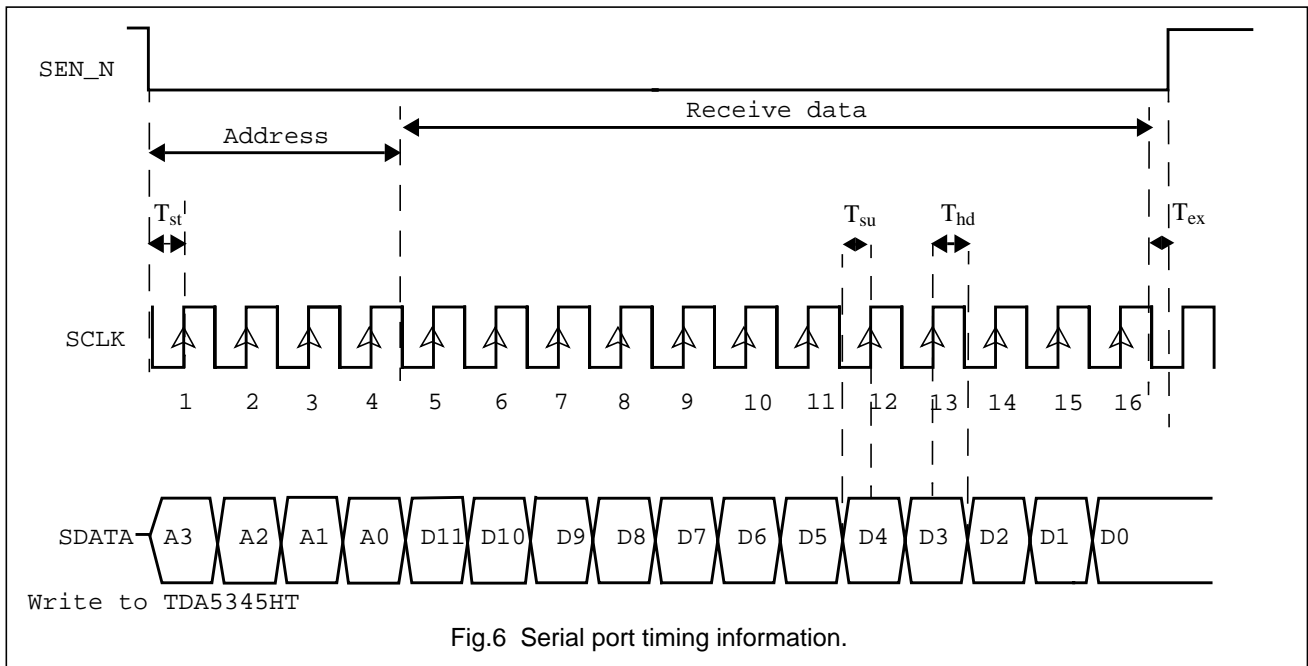 SEN_N
Receive data
Address
Tst Tsu Thd Tex
SCLK
1 2 3 4 5 6 7 8 9 10 11 12 13 14 15 16
SDATA A3 A2 A1 A0 D11 D10 D9 D8 D7 D6 D5 D4 D3 D2 D1 D0
Write to TDA5345HT
Fig.6 Serial port timing information.